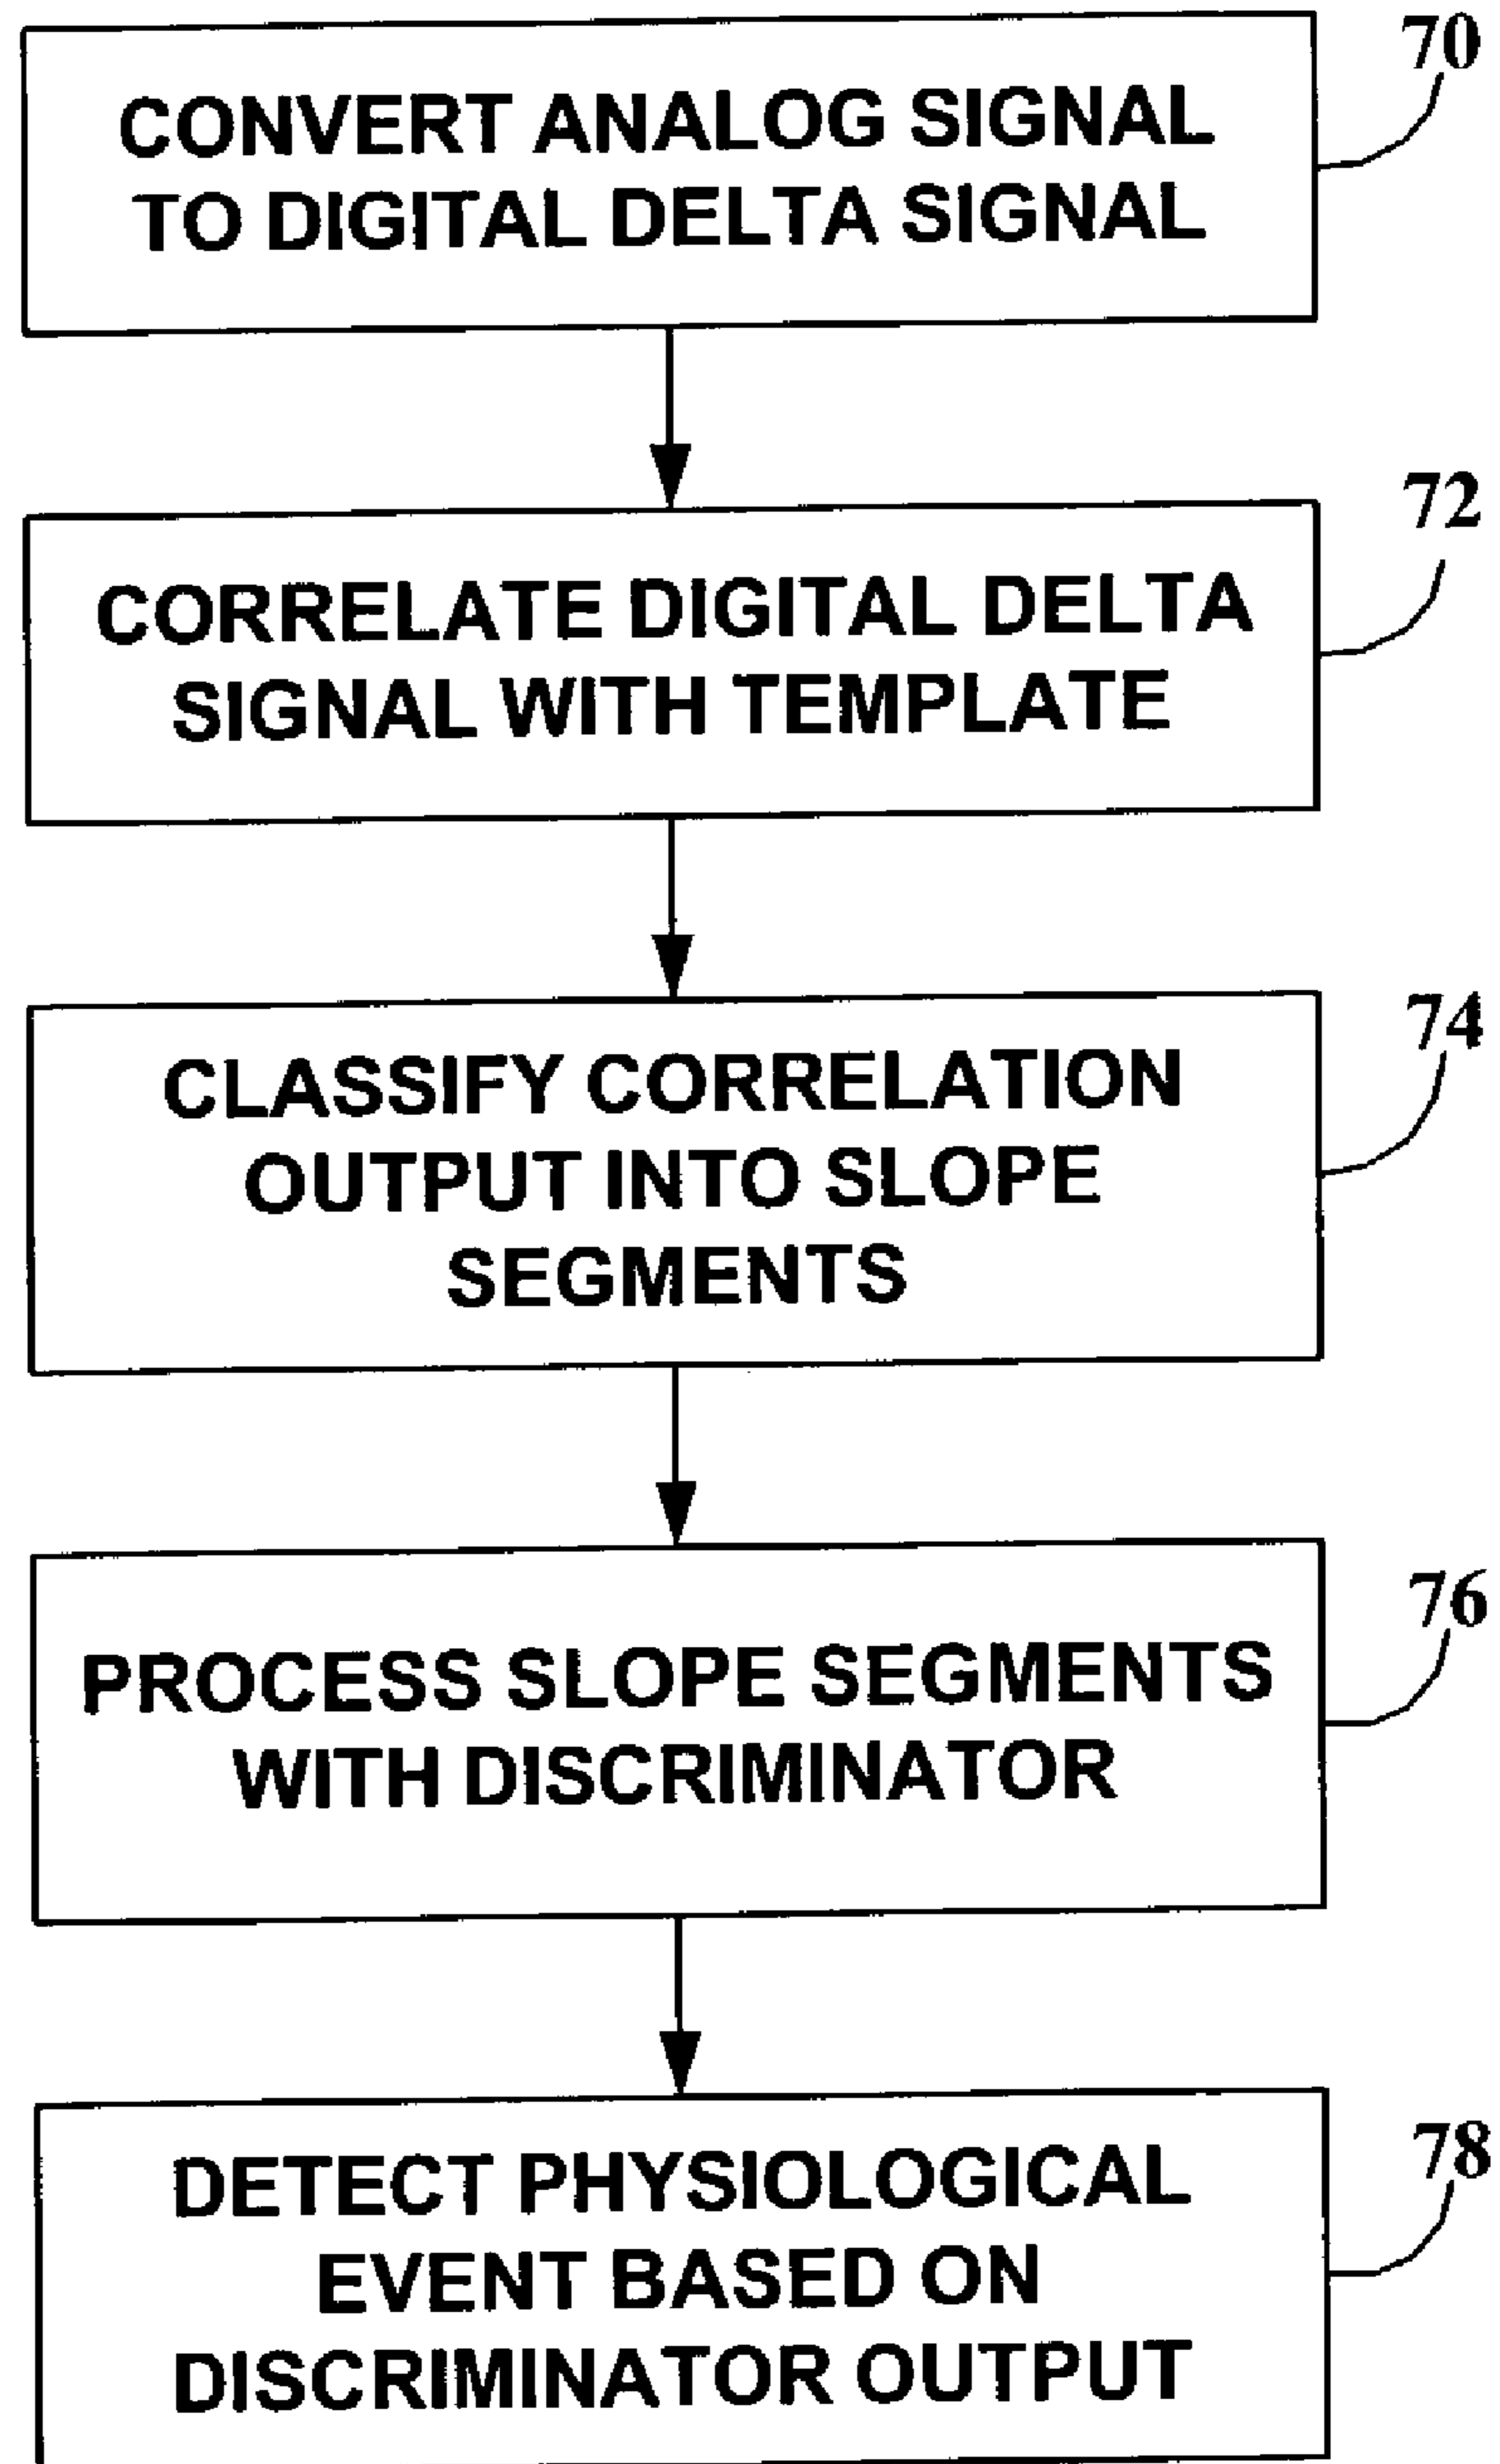 70
CONVERT ANALOG SIGNAL
TO DIGITAL DELTA SIGNAL
72
CORRELATE DIGITAL DELTA
SIGNAL WITH TEMPLATE
74
CLASSIFY CORRELATION
OUTPUT INTO SLOPE
SEGMENTS
76
PROCESS SLOPE SEGMENTS
WITH DISCRIMINATOR
78
DETECT PHYSIOLOGICAL
EVENT BASED ON
DISCRIMINATOR OUTPUT